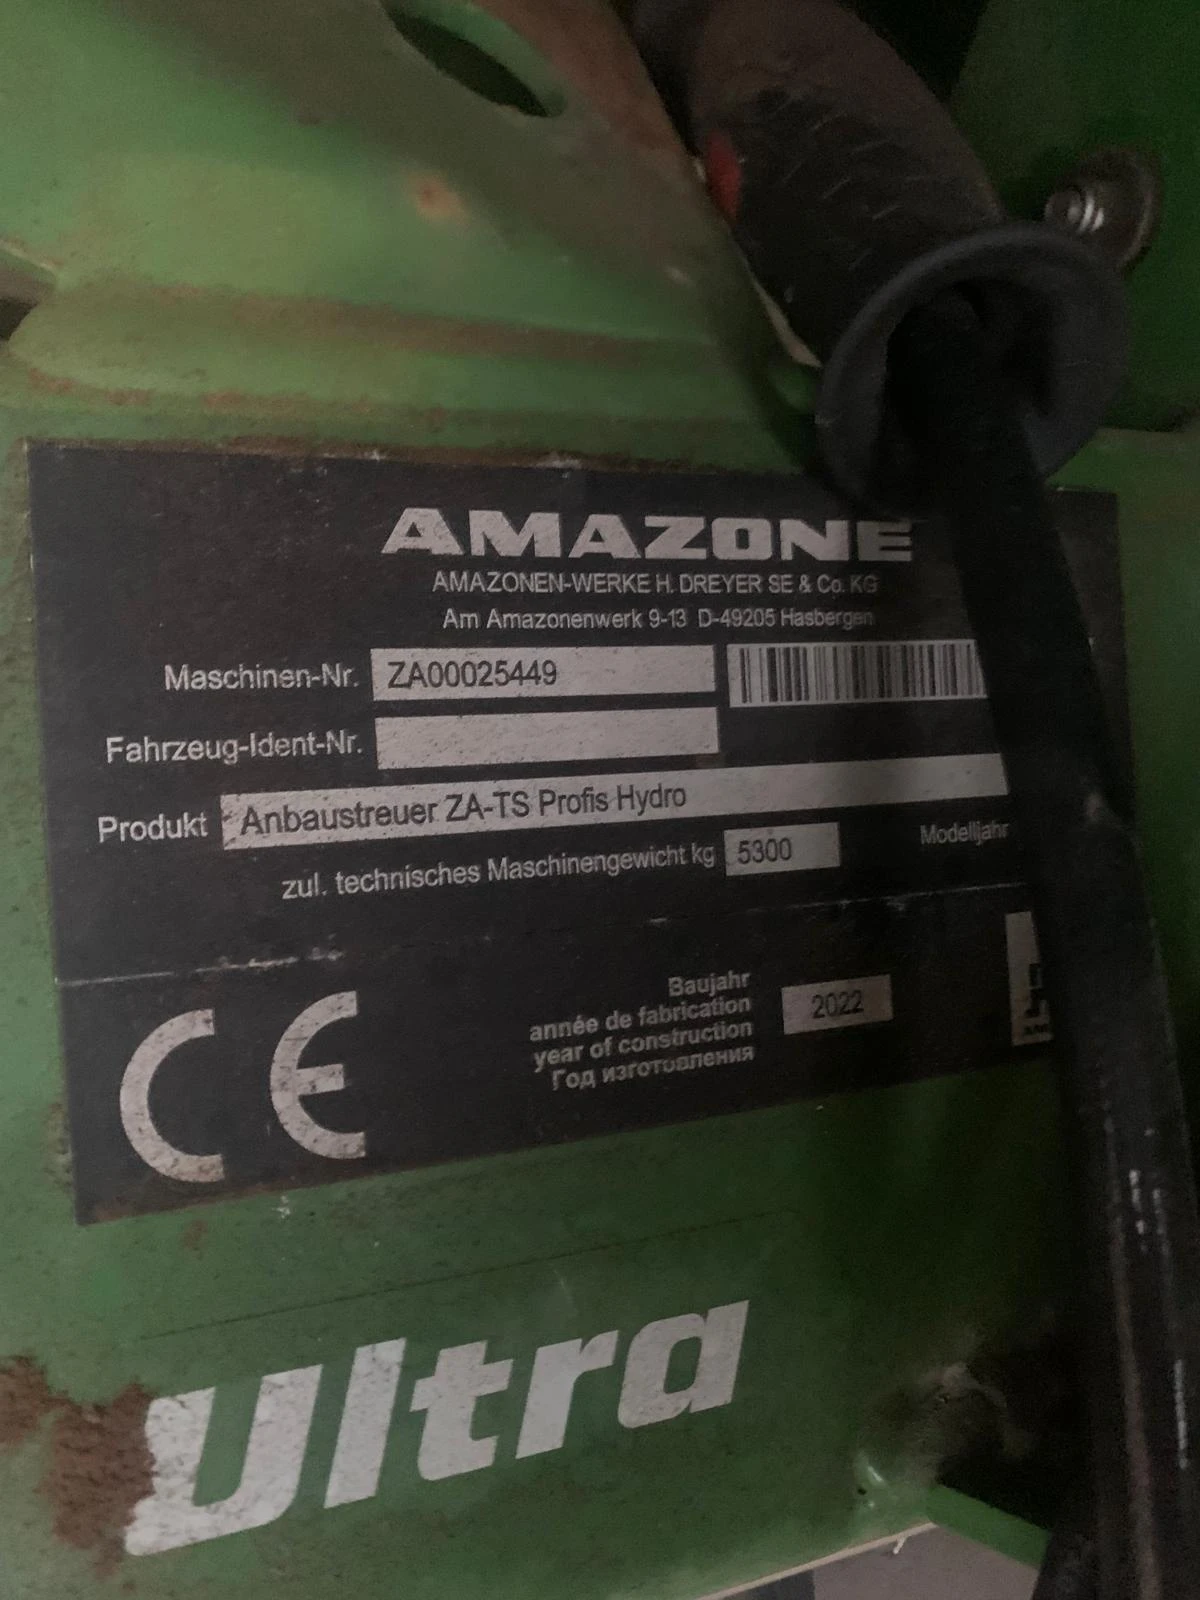 AMAZONE
AMAZONEN-WERKE H. DREYER SE & Co. KG
Am Amazonenwerk 9-13 D-49205 Hasbergen
Maschinen-Nr. ZA00025449
Fahrzeug-Ident-Nr.
Produkt Anbaustreuer ZA-TS Profis Hydro
zul. technisches Maschinengewicht kg 5300 Modelljahr
Baujahr
année de fabrication
year of construction
Год изготовления
2022
CE
Ultra